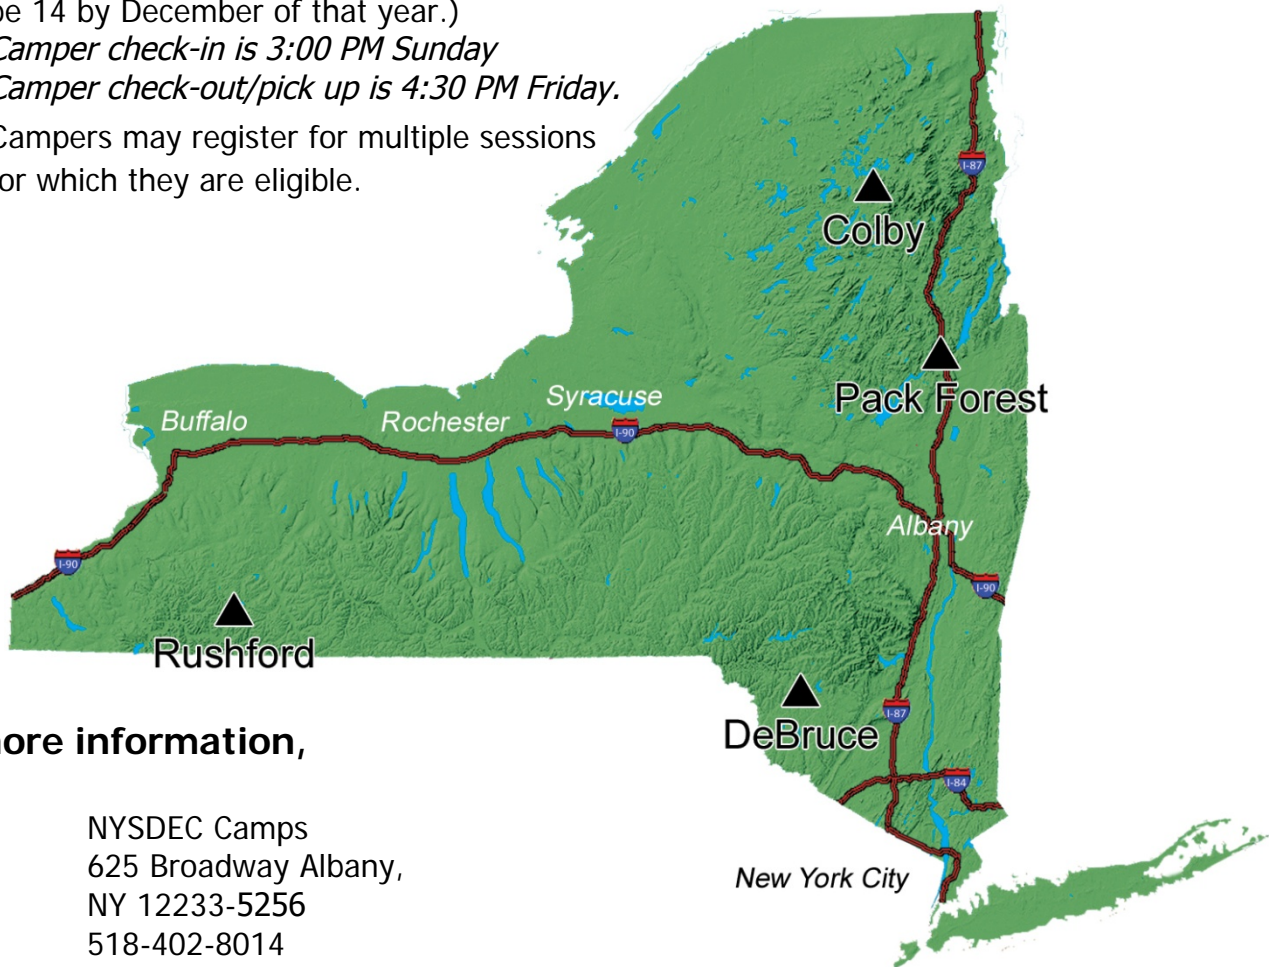 be 14 by December of that year.)
Camper check-in is 3:00 PM Sunday
Camper check-out/pick up is 4:30 PM Friday.
Campers may register for multiple sessions
or which they are eligible.
I-87
Colby
Pack Forest
Syracuse
Buffalo
Rochester
I-90
Albany
I-90
I-90
Rushford
I-87
DeBruce
I-84
New York City
ore information,
NYSDEC Camps
625 Broadway Albany,
NY 12233-5256
518-402-8014